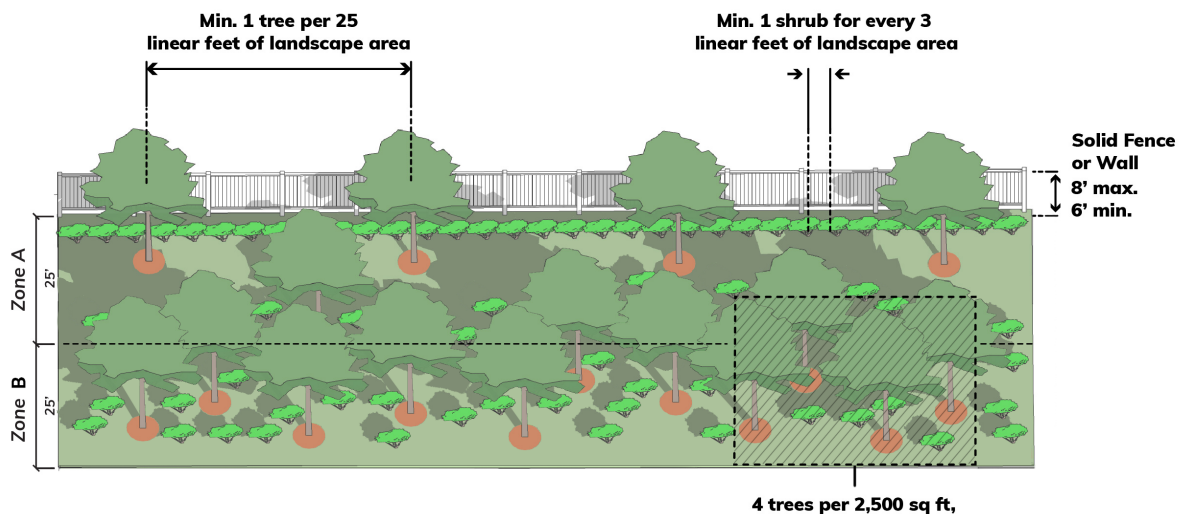 Min. 1 tree per 25
linear feet of landscape area
Min. 1 shrub for every 3
linear feet of landscape area
Solid Fence
or Wall
8’ max.
6’ min.
Zone A
25'
Zone B
25'
4 trees per 2,500 sq ft,